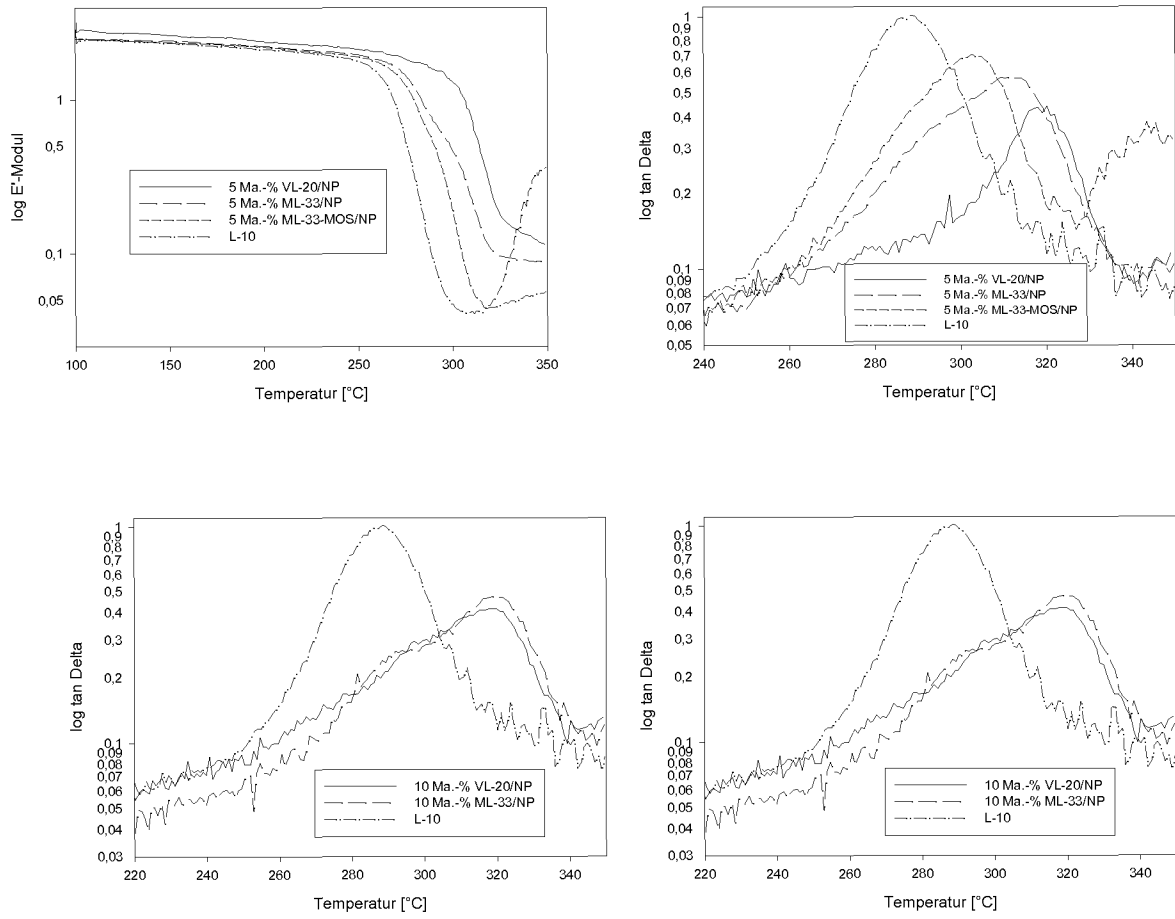 log E'-Modul
1
0,5
0,1
0,05
5 Ma.-% VL-20/NP
5 Ma.-% ML-33/NP
5 Ma.-% ML-33-MOS/NP
L-10
100 150 200 250 300 350
Temperatur [°C]
log tan Delta
1
0,9
0,8
0,7
0,6
0,5
0,4
0,3
0,2
0,1
0,09
0,08
0,07
0,06
0,05
5 Ma.-% VL-20/NP
5 Ma.-% ML-33/NP
5 Ma.-% ML-33-MOS/NP
L-10
240 260 280 300 320 340
Temperatur [°C]
log tan Delta
1
0,9
0,8
0,7
0,6
0,5
0,4
0,3
0,2
0,1
0,09
0,08
0,07
0,06
0,05
0,04
0,03
10 Ma.-% VL-20/NP
10 Ma.-% ML-33/NP
L-10
220 240 260 280 300 320 340
Temperatur [°C]
log tan Delta
1
0,9
0,8
0,7
0,6
0,5
0,4
0,3
0,2
0,1
0,09
0,08
0,07
0,06
0,05
0,04
0,03
10 Ma.-% VL-20/NP
10 Ma.-% ML-33/NP
L-10
220 240 260 280 300 320 340
Temperatur [°C]